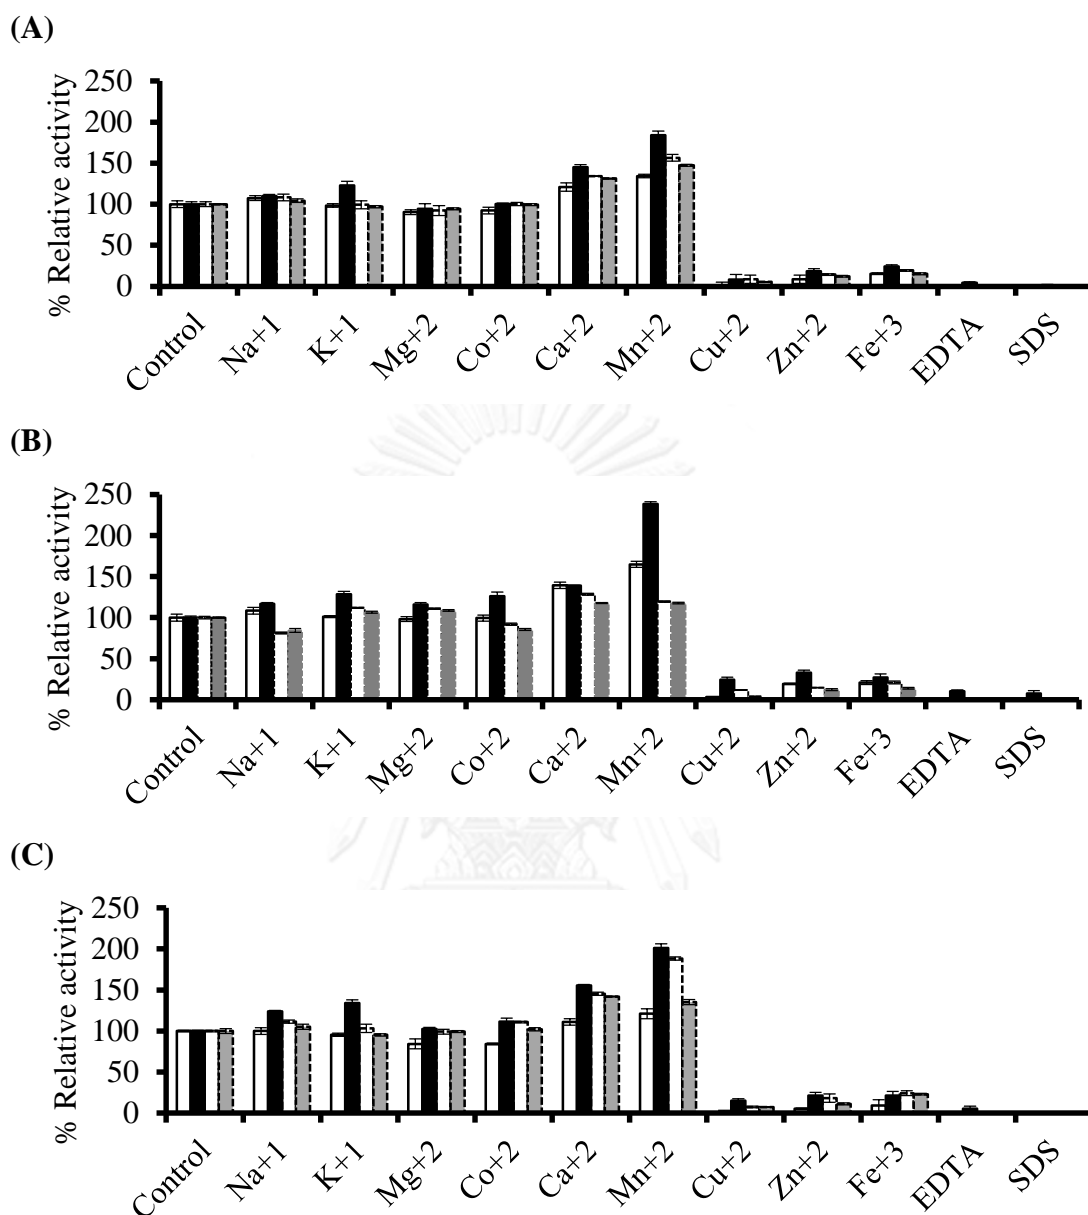 (A)
% Relative activity
250
200
150
100
50
0
Control Na+1 K+1 Mg+2 Co+2 Ca+2 Mn+2 Cu+2 Zn+2 Fe+3 EDTA SDS
(B)
% Relative activity
250
200
150
100
50
0
Control Na+1 K+1 Mg+2 Co+2 Ca+2 Mn+2 Cu+2 Zn+2 Fe+3 EDTA SDS
(C)
% Relative activity
250
200
150
100
50
0
Control Na+1 K+1 Mg+2 Co+2 Ca+2 Mn+2 Cu+2 Zn+2 Fe+3 EDTA SDS